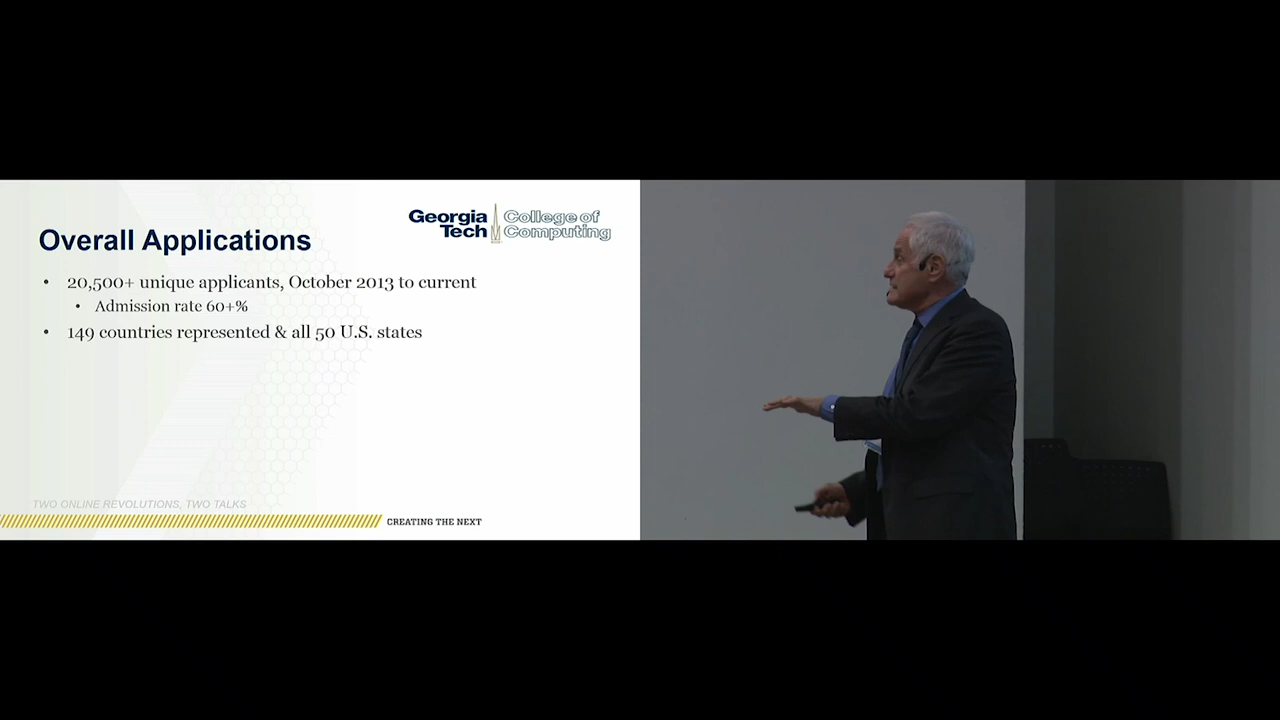 Georgia Tech College of Computing
Overall Applications
• 20,500+ unique applicants, October 2013 to current
• Admission rate 60+%
• 149 countries represented & all 50 U.S. states
TWO ONLINE REVOLUTIONS, TWO TALKS
CREATING THE NEXT